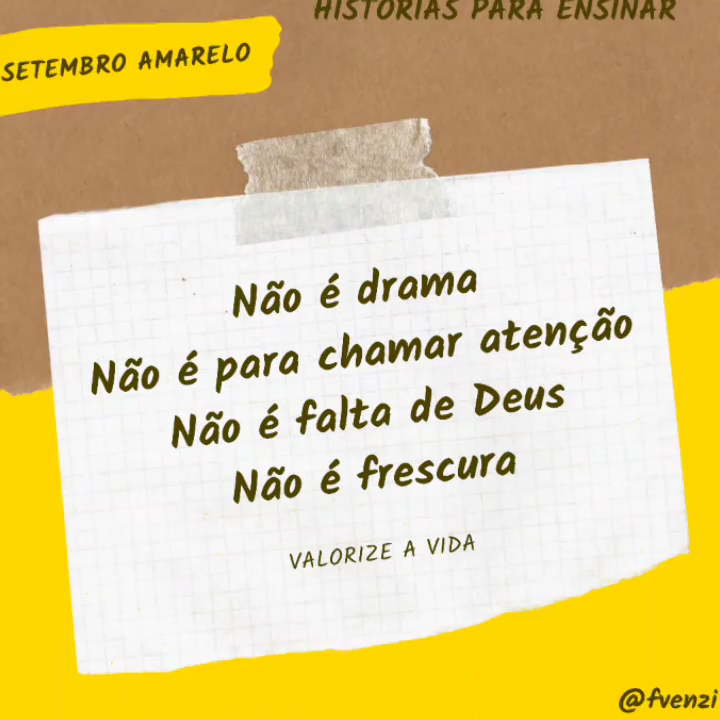 HISTÓRIAS PARA ENSINAR
SETEMBRO AMARELO
Não é drama
Não é para chamar atenção
Não é falta de Deus
Não é frescura
VALORIZE A VIDA
@fvenzi